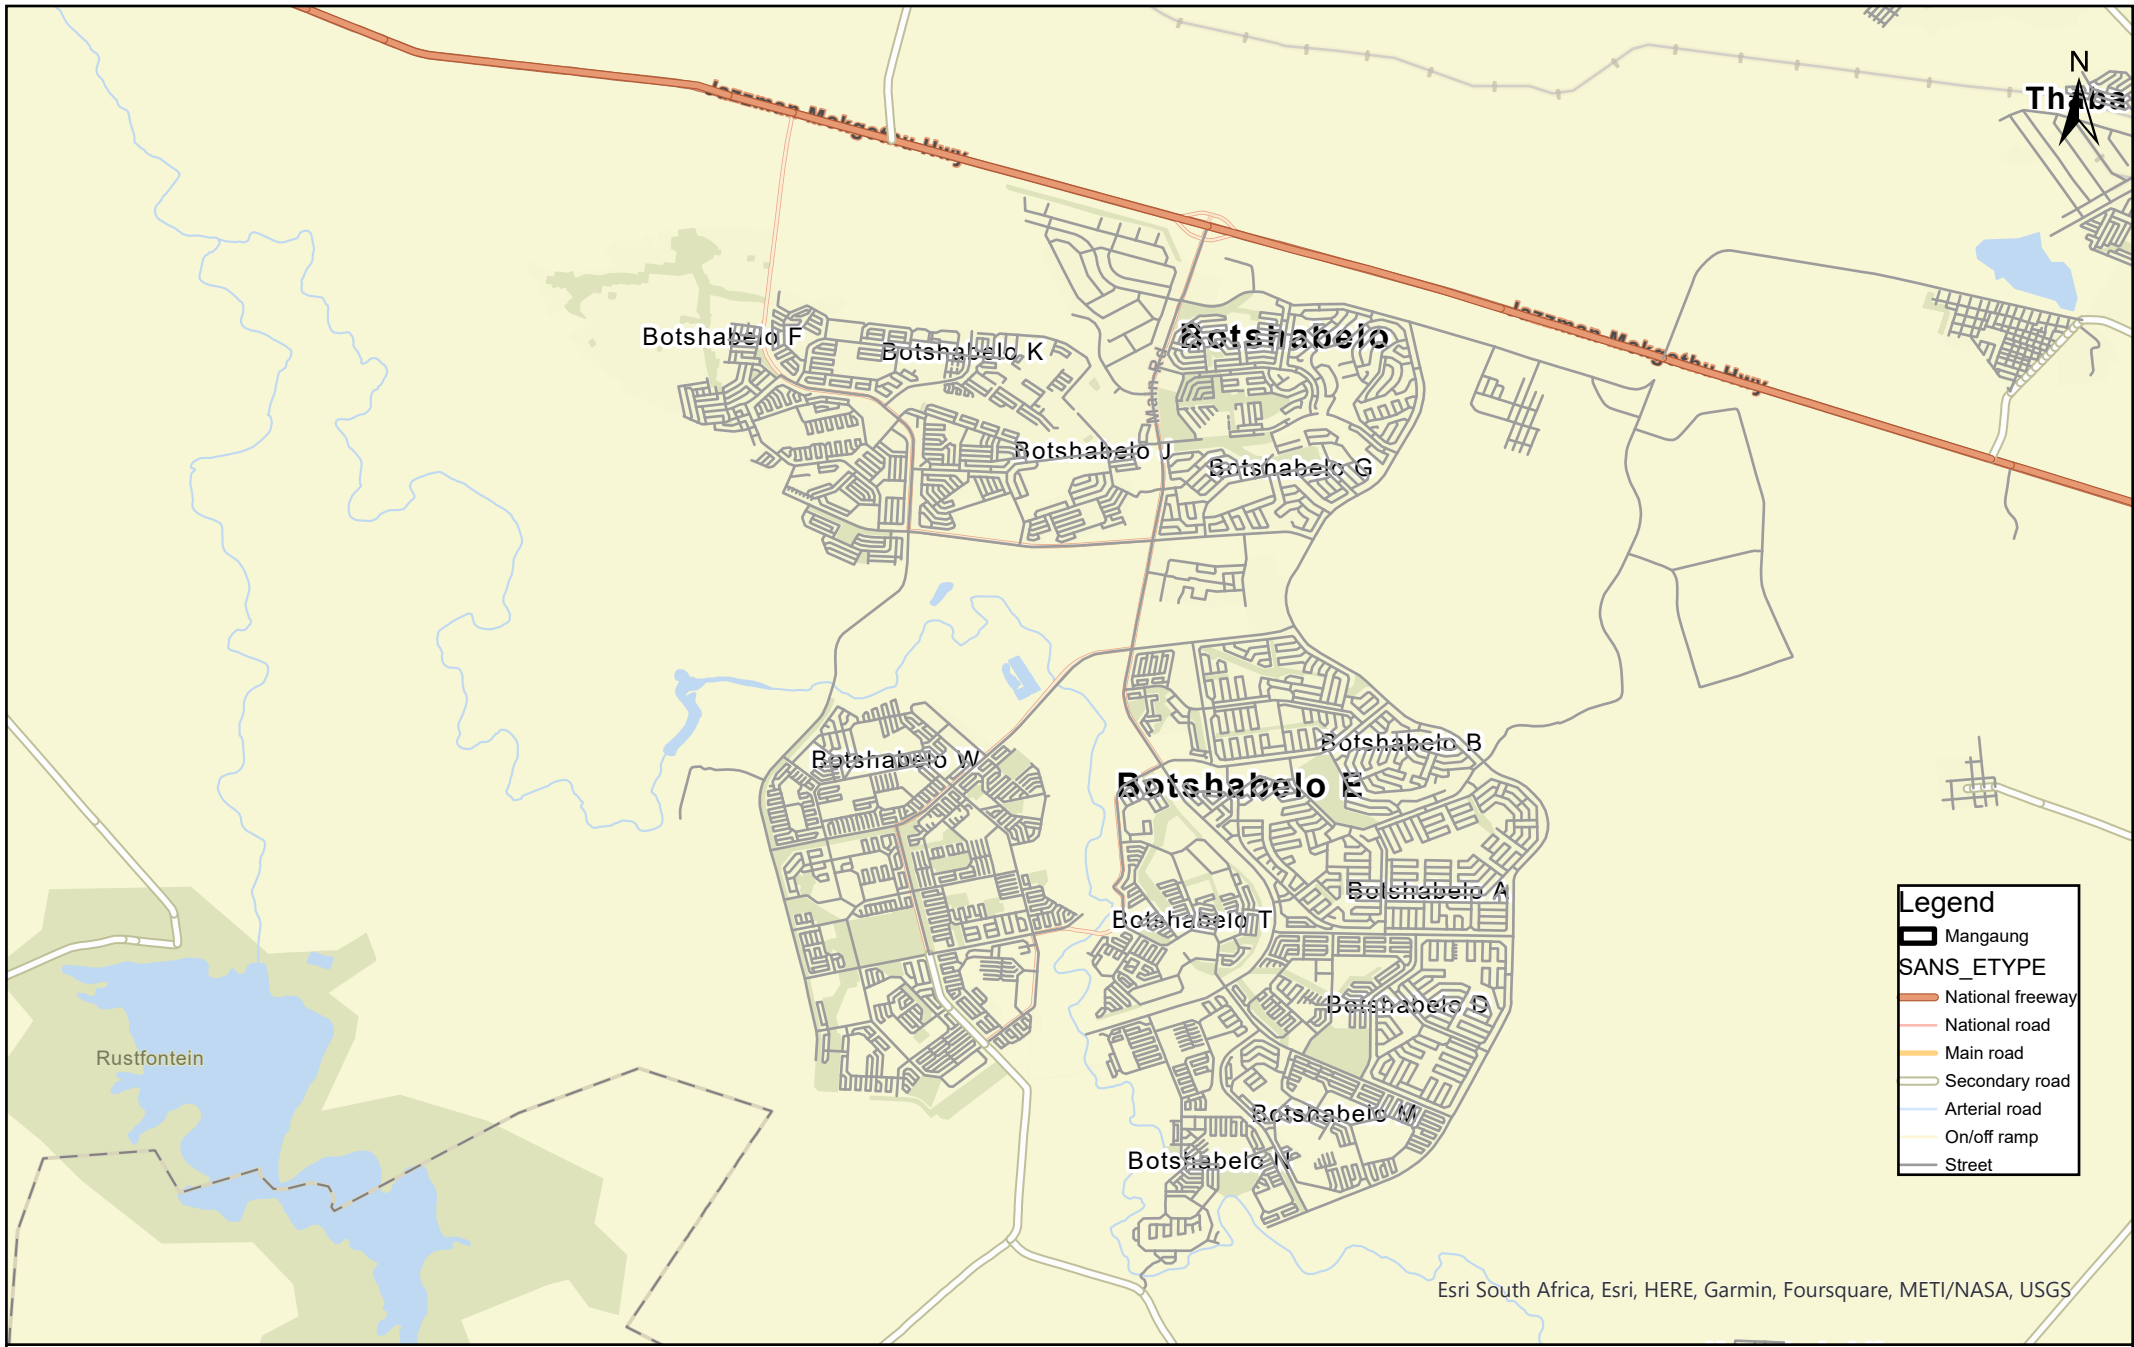 Jazzman Mokgothu Hwy
N
Thaba
Botshabelo F
Botshabelo K
Botshabelo
Jazzman Mokgothu Hwy
Main Rd
Botshabelo J
Botshabelo G
Botshabelo W
Botshabelo B
Botshabelo E
Botshabelo A
Botshabelo T
Botshabelo D
Rustfontein
Botshabelo M
Botshabelo N
Legend
Mangaung
SANS_ETYPE
National freeway
National road
Main road
Secondary road
Arterial road
On/off ramp
Street
Esri South Africa, Esri, HERE, Garmin, Foursquare, METI/NASA, USGS